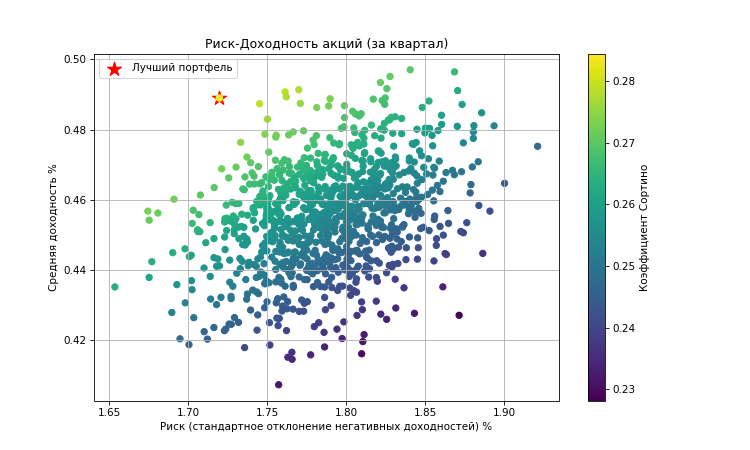 Риск-Доходность акций (за квартал)
Лучший портфель
0.50
0.48
0.46
0.44
0.42
Средняя доходность %
1.65 1.70 1.75 1.80 1.85 1.90
Риск (стандартное отклонение негативных доходностей) %
0.28
0.27
0.26
0.25
0.24
0.23
Коэффициент Сортино